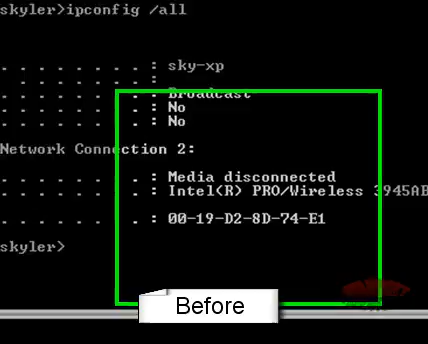 skyler>ipconfig /all
. . . . . . . . : sky-xp
. . . . . . . . :
. . . . . . . . : Broadcast
. . . . . . . . : No
. . . . . . . . : No
Network Connection 2:
. . . . . . . . : Media disconnected
. . . . . . . . : Intel(R) PRO/Wireless 3945AB
. . . . . . . . : 00-19-D2-8D-74-E1
skyler>
Before